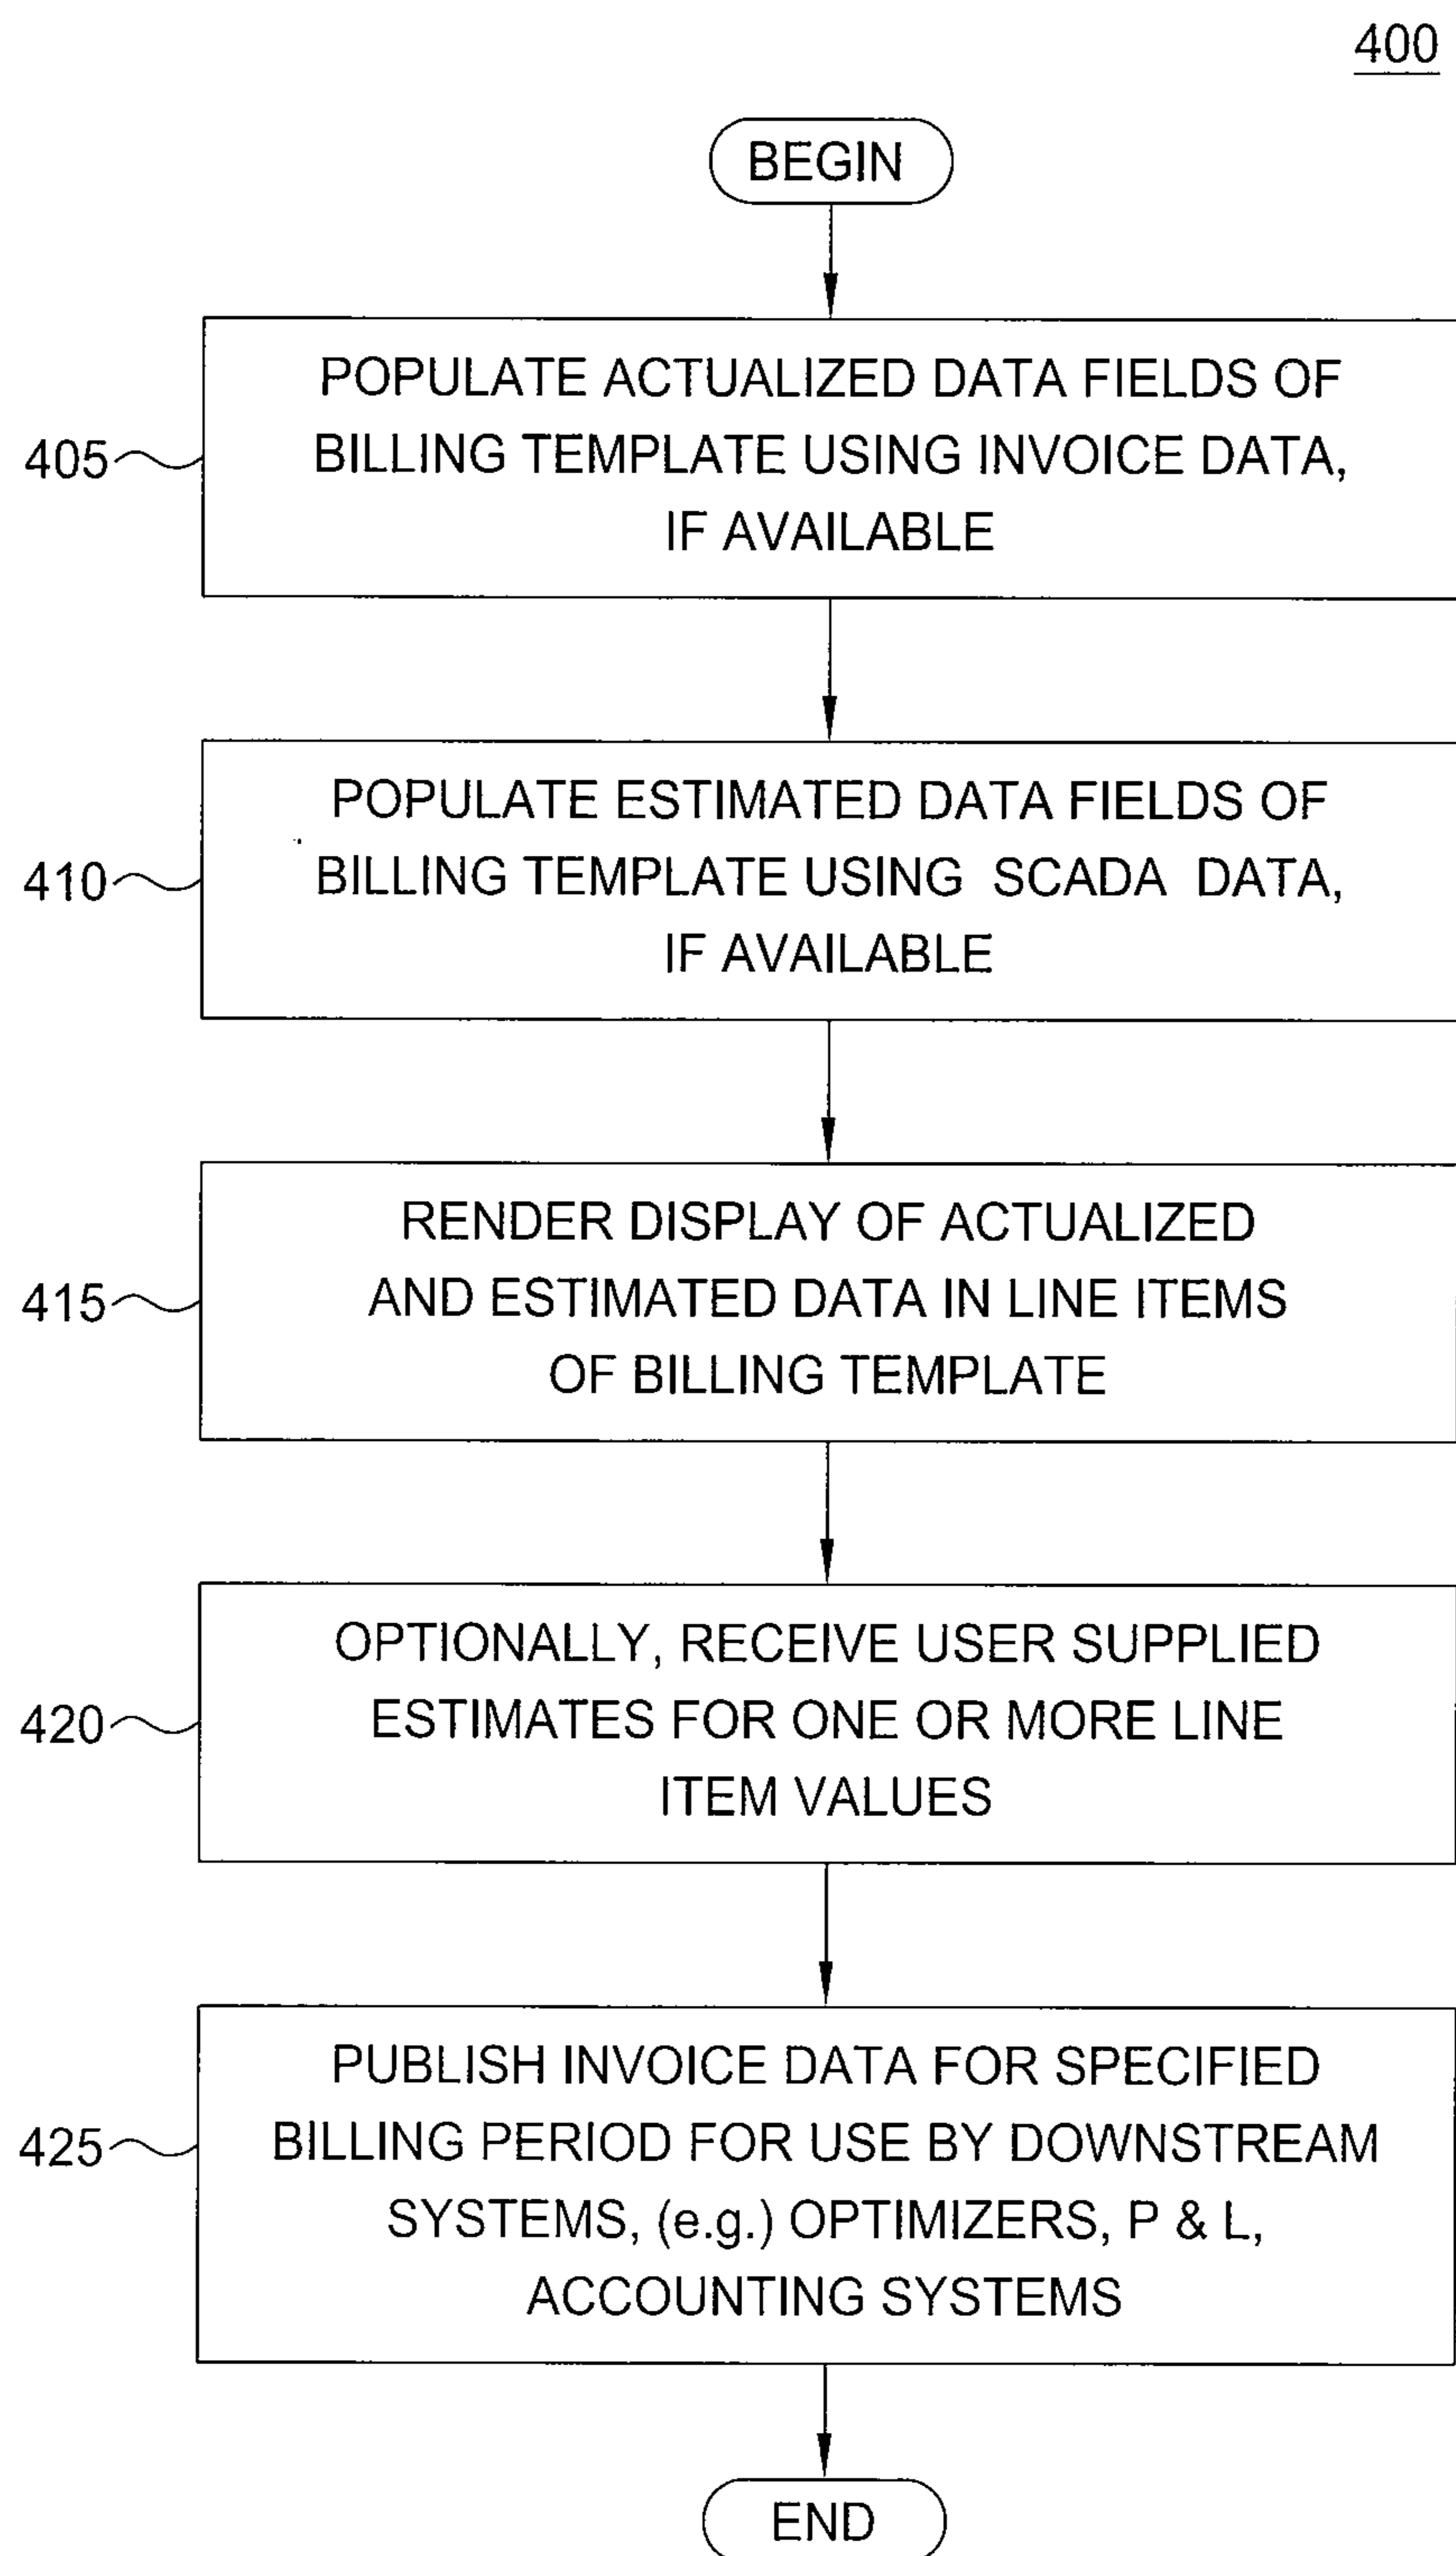 400
BEGIN
405
POPULATE ACTUALIZED DATA FIELDS OF
BILLING TEMPLATE USING INVOICE DATA,
IF AVAILABLE
410
POPULATE ESTIMATED DATA FIELDS OF
BILLING TEMPLATE USING SCADA DATA,
IF AVAILABLE
415
RENDER DISPLAY OF ACTUALIZED
AND ESTIMATED DATA IN LINE ITEMS
OF BILLING TEMPLATE
420
OPTIONALLY, RECEIVE USER SUPPLIED
ESTIMATES FOR ONE OR MORE LINE
ITEM VALUES
425
PUBLISH INVOICE DATA FOR SPECIFIED
BILLING PERIOD FOR USE BY DOWNSTREAM
SYSTEMS, (e.g.) OPTIMIZERS, P & L,
ACCOUNTING SYSTEMS
END